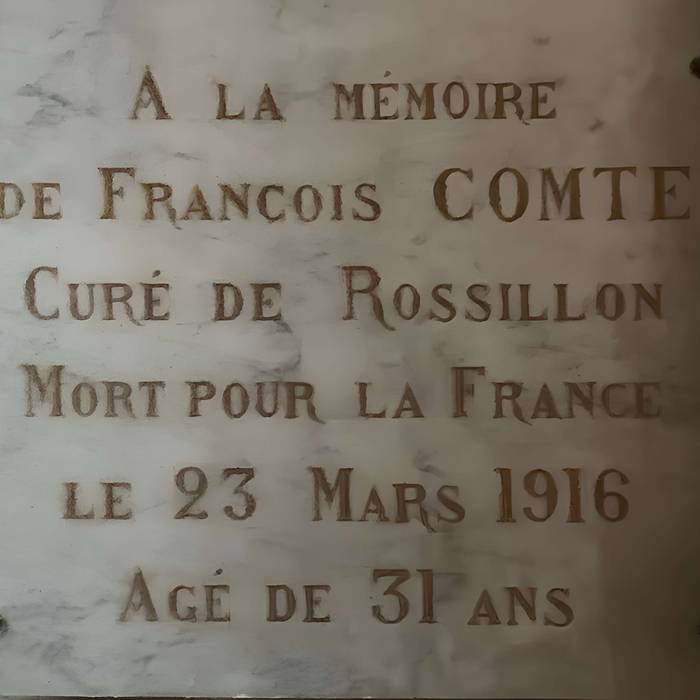 A LA MÉMOIRE
DE FRANÇOIS COMTE
CURÉ DE ROSSILLON
MORT POUR LA FRANCE
LE 23 MARS 1916
AGÉ DE 31 ANS